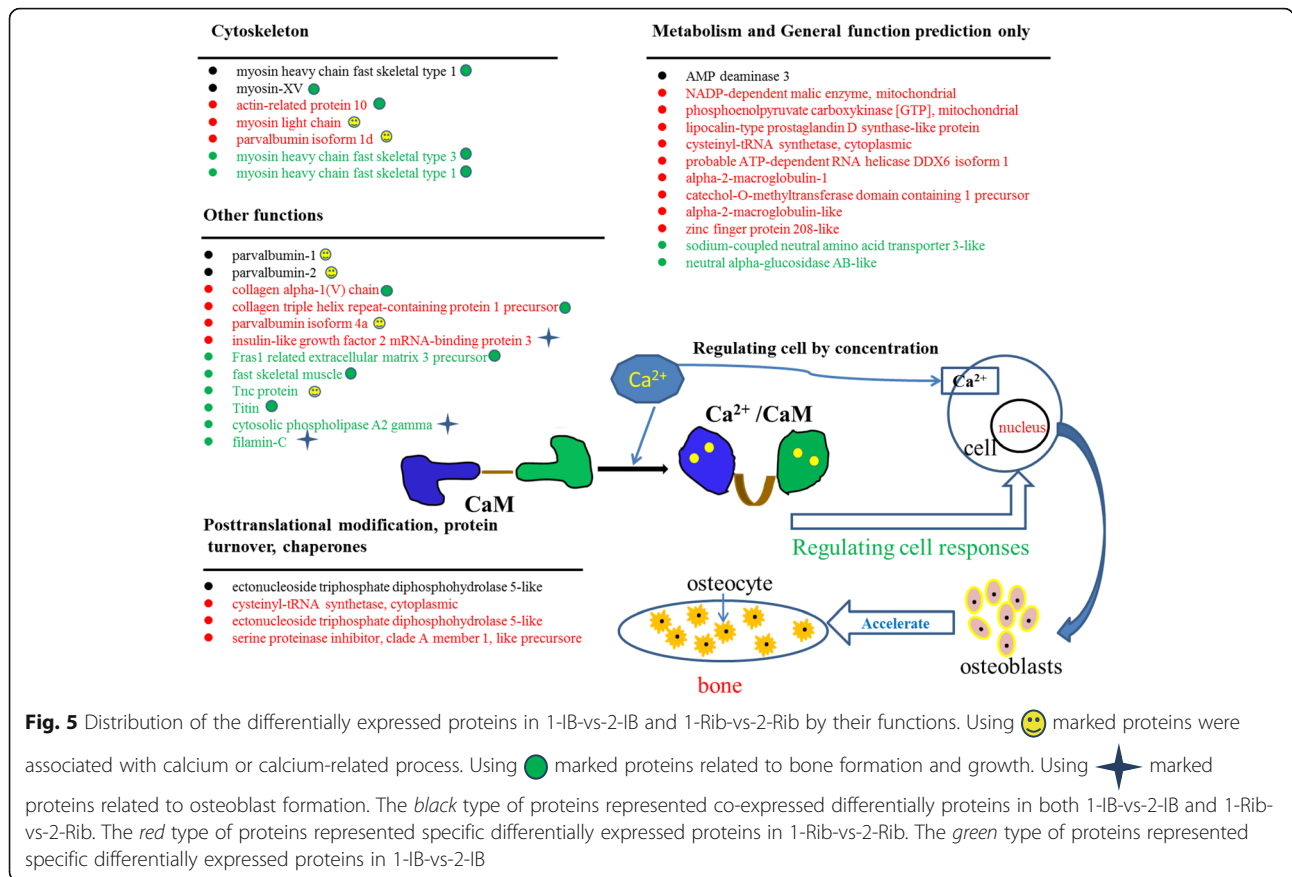 Cytoskeleton
myosin heavy chain fast skeletal type 1
myosin-XV
actin-related protein 10
myosin light chain
parvalbumin isoform 1d
myosin heavy chain fast skeletal type 3
myosin heavy chain fast skeletal type 1
Other functions
parvalbumin-1
parvalbumin-2
collagen alpha-1(V) chain
collagen triple helix repeat-containing protein 1 precursor
parvalbumin isoform 4a
insulin-like growth factor 2 mRNA-binding protein 3
Fras1 related extracellular matrix 3 precursor
fast skeletal muscle
Tnc protein
Titin
cytosolic phospholipase A2 gamma
filamin-C
Posttranslational modification, protein
turnover, chaperones
ectonucleoside triphosphate diphosphohydrolase 5-like
cysteinyl-tRNA synthetase, cytoplasmic
ectonucleoside triphosphate diphosphohydrolase 5-like
serine proteinase inhibitor, clade A member 1, like precursore
Metabolism and General function prediction only
AMP deaminase 3
NADP-dependent malic enzyme, mitochondrial
phosphoenolpyruvate carboxykinase [GTP], mitochondrial
lipocalin-type prostaglandin D synthase-like protein
cysteinyl-tRNA synthetase, cytoplasmic
probable ATP-dependent RNA helicase DDX6 isoform 1
alpha-2-macroglobulin-1
catechol-O-methyltransferase domain containing 1 precursor
alpha-2-macroglobulin-like
zinc finger protein 208-like
sodium-coupled neutral amino acid transporter 3-like
neutral alpha-glucosidase AB-like
Regulating cell by concentration
Ca2+
Ca2+
Ca2+ /CaM
nucleus
cell
CaM
Regulating cell responses
osteocyte
Accelerate
osteoblasts
bone
Fig. 5 Distribution of the differentially expressed proteins in 1-IB-vs-2-IB and 1-Rib-vs-2-Rib by their functions. Using marked proteins were
associated with calcium or calcium-related process. Using marked proteins related to bone formation and growth. Using marked
proteins related to osteoblast formation. The black type of proteins represented co-expressed differentially proteins in both 1-IB-vs-2-IB and 1-Rib-
vs-2-Rib. The red type of proteins represented specific differentially expressed proteins in 1-Rib-vs-2-Rib. The green type of proteins represented
specific differentially expressed proteins in 1-IB-vs-2-IB